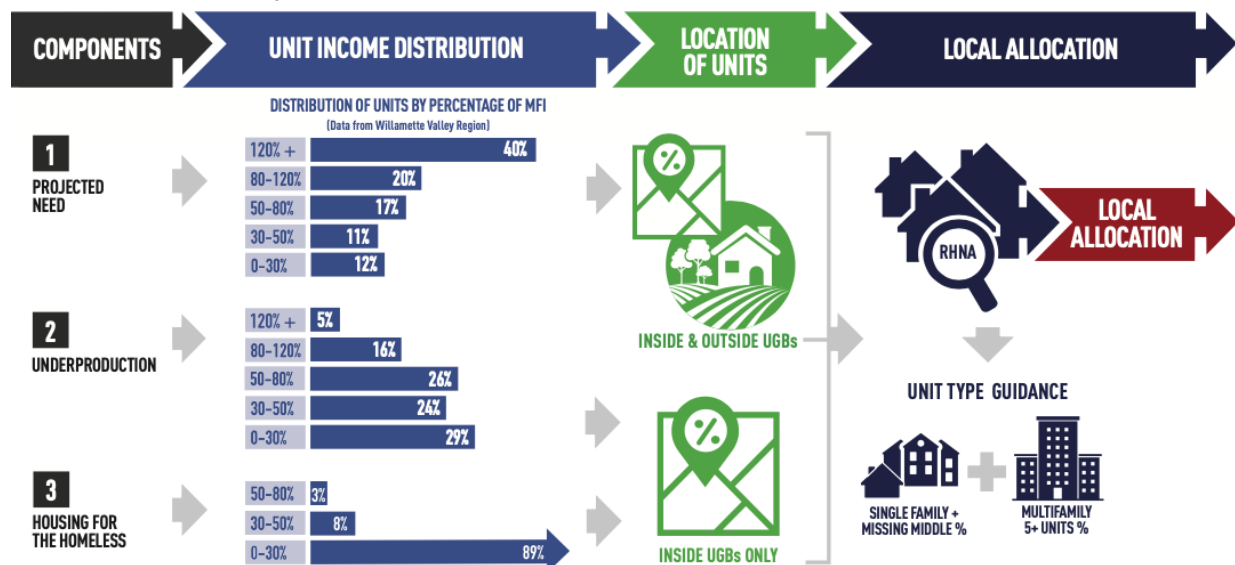 COMPONENTS
UNIT INCOME DISTRIBUTION
LOCATION
OF UNITS
LOCAL ALLOCATION
DISTRIBUTION OF UNITS BY PERCENTAGE OF MFI
(Data from Willamette Valley Region)
1
PROJECTED
NEED
120% + 40%
80-120% 20%
50-80% 17%
30-50% 11%
0-30% 12%
%
INSIDE & OUTSIDE UGBs
2
UNDERPRODUCTION
120% + 5%
80-120% 16%
50-80% 26%
30-50% 24%
0-30% 29%
3
HOUSING FOR
THE HOMELESS
50-80% 3%
30-50% 8%
0-30% 89%
%
INSIDE UGBs ONLY
RHNA
LOCAL
ALLOCATION
UNIT TYPE GUIDANCE
SINGLE FAMILY +
MISSING MIDDLE %
MULTIFAMILY
5+ UNITS %